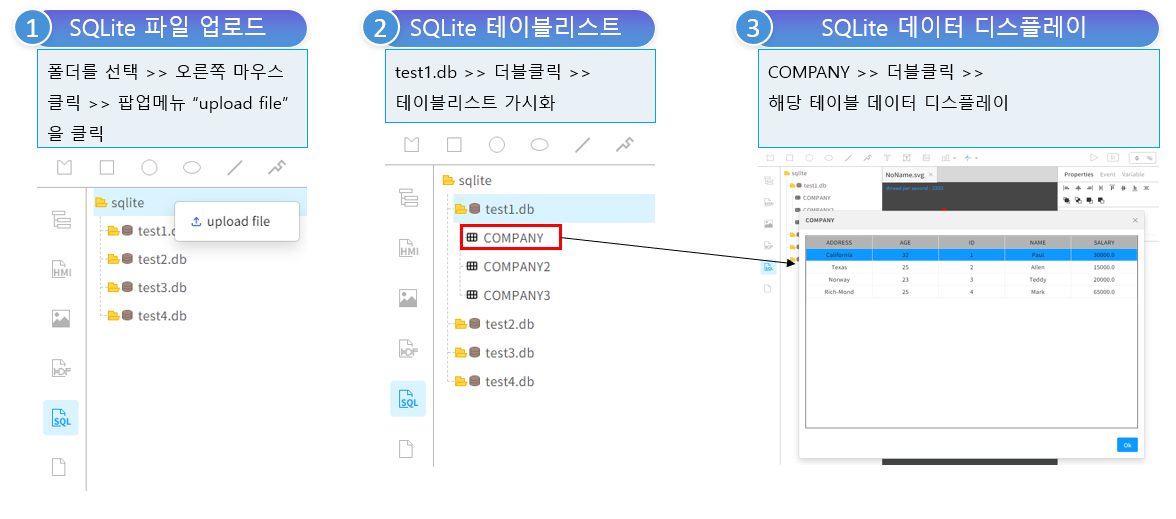 1 SQLite 파일 업로드
폴더를 선택 >> 오른쪽 마우스
클릭 >> 팝업메뉴 “upload file”
을 클릭
sqlite
upload file
test1.
test2.db
test3.db
test4.db
HMI
HDF
SQL
2 SQLite 테이블리스트
test1.db >> 더블클릭 >>
테이블리스트 가시화
sqlite
test1.db
COMPANY
COMPANY2
COMPANY3
test2.db
test3.db
test4.db
HMI
HDF
SQL
3 SQLite 데이터 디스플레이
COMPANY >> 더블클릭 >>
해당 테이블 데이터 디스플레이
0 %
sqlite
test1.db
COMPANY
COMPANY2
NoName.svg ×
Properties Event Variable
COMPANY ×
ADDRESS AGE ID NAME SALARY
California 32 1 Paul 30000.0
Texas 25 2 Allen 15000.0
Norway 23 3 Teddy 20000.0
Rich-Mond 25 4 Mark 65000.0
Ok